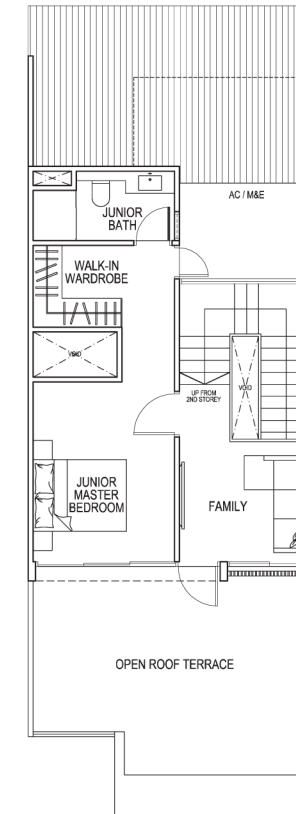 AC / M&E
JUNIOR
BATH
WALK-IN
WARDROBE
VOID
UP FROM
2ND STOREY
VOID
JUNIOR
MASTER
BEDROOM
FAMILY
OPEN ROOF TERRACE